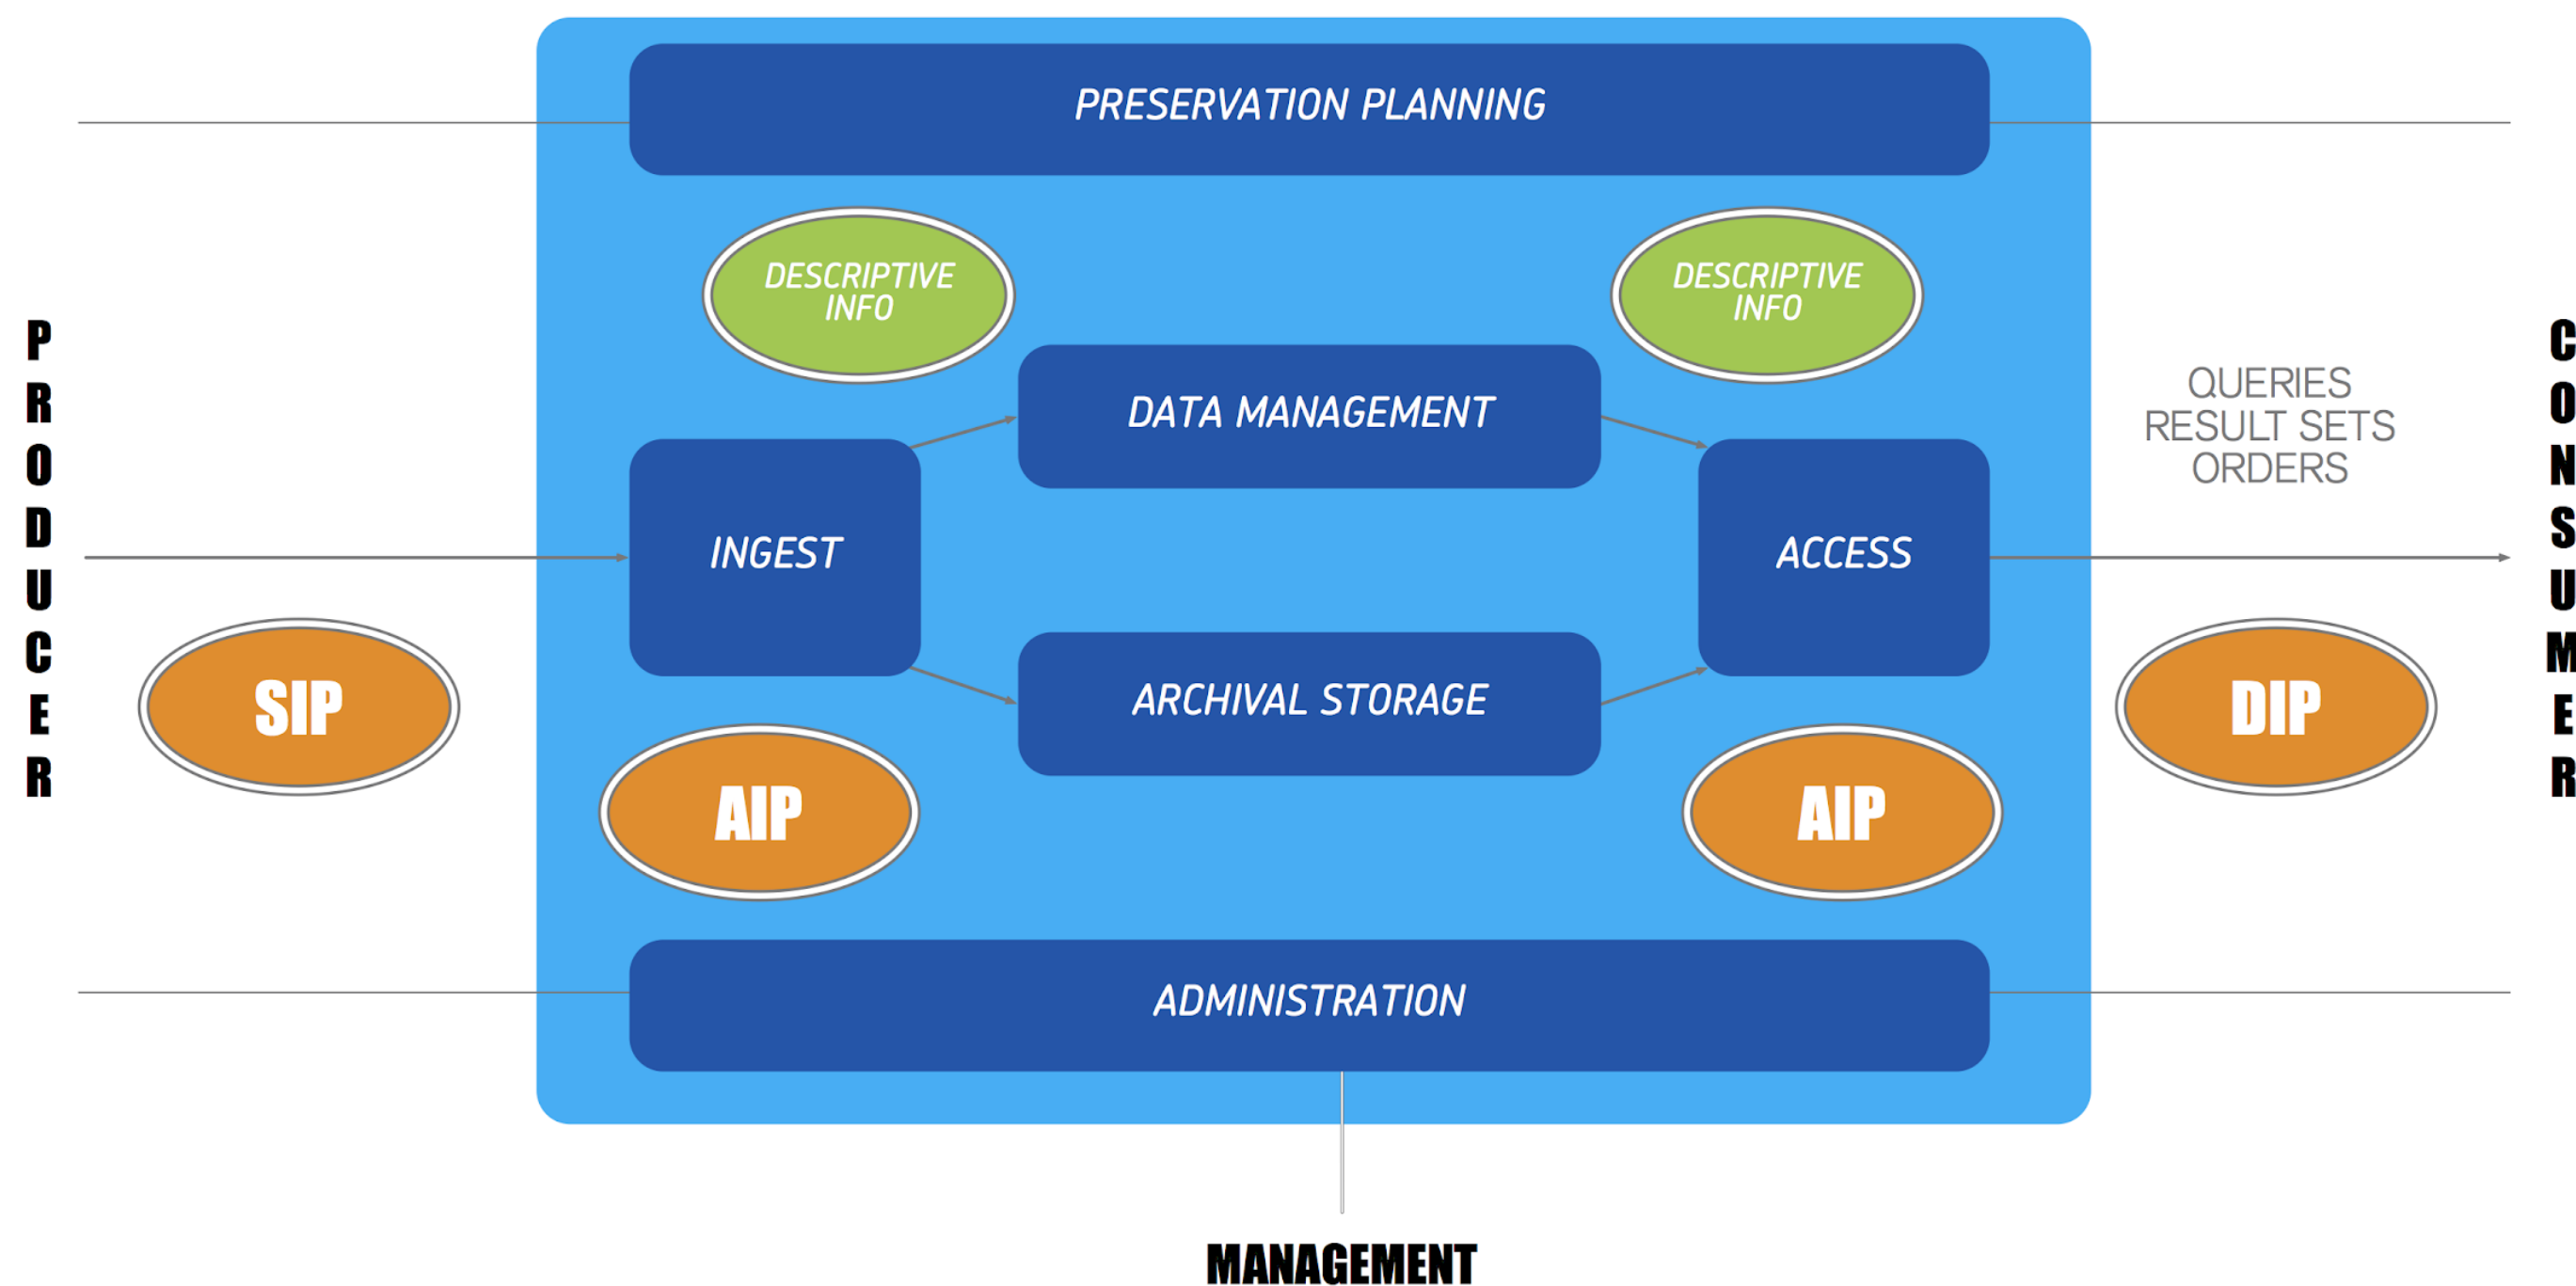 PRESERVATION PLANNING
DESCRIPTIVE
INFO
DESCRIPTIVE
INFO
PRODUCER
CONSUMER
QUERIES
RESULT SETS
ORDERS
DATA MANAGEMENT
INGEST
ACCESS
SIP
ARCHIVAL STORAGE
DIP
AIP
AIP
ADMINISTRATION
MANAGEMENT